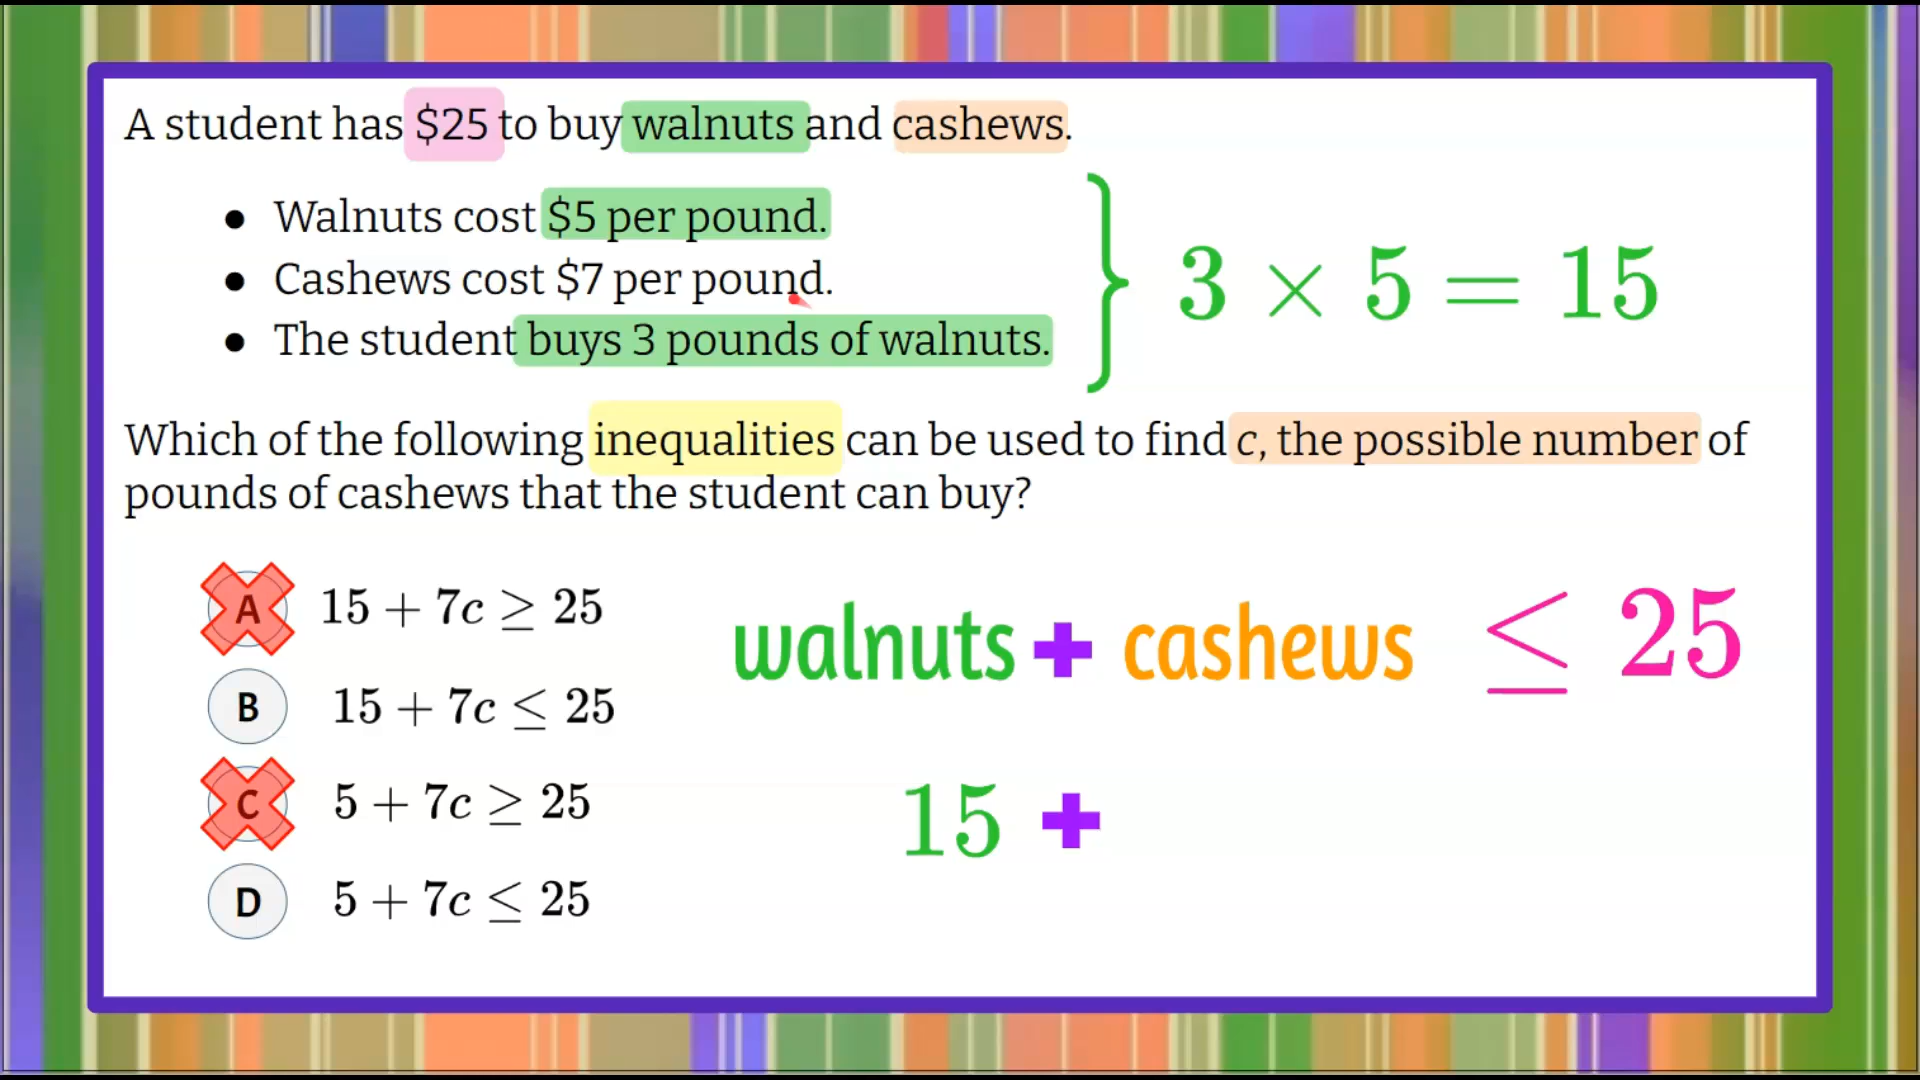 A student has $25 to buy walnuts and cashews.
● Walnuts cost $5 per pound.
● Cashews cost $7 per pound.
● The student buys 3 pounds of walnuts.
3 × 5 = 15
Which of the following inequalities can be used to find c, the possible number of
pounds of cashews that the student can buy?
A 15 + 7c ≥ 25
B 15 + 7c ≤ 25
C 5 + 7c ≥ 25
D 5 + 7c ≤ 25
walnuts + cashews ≤ 25
15 +